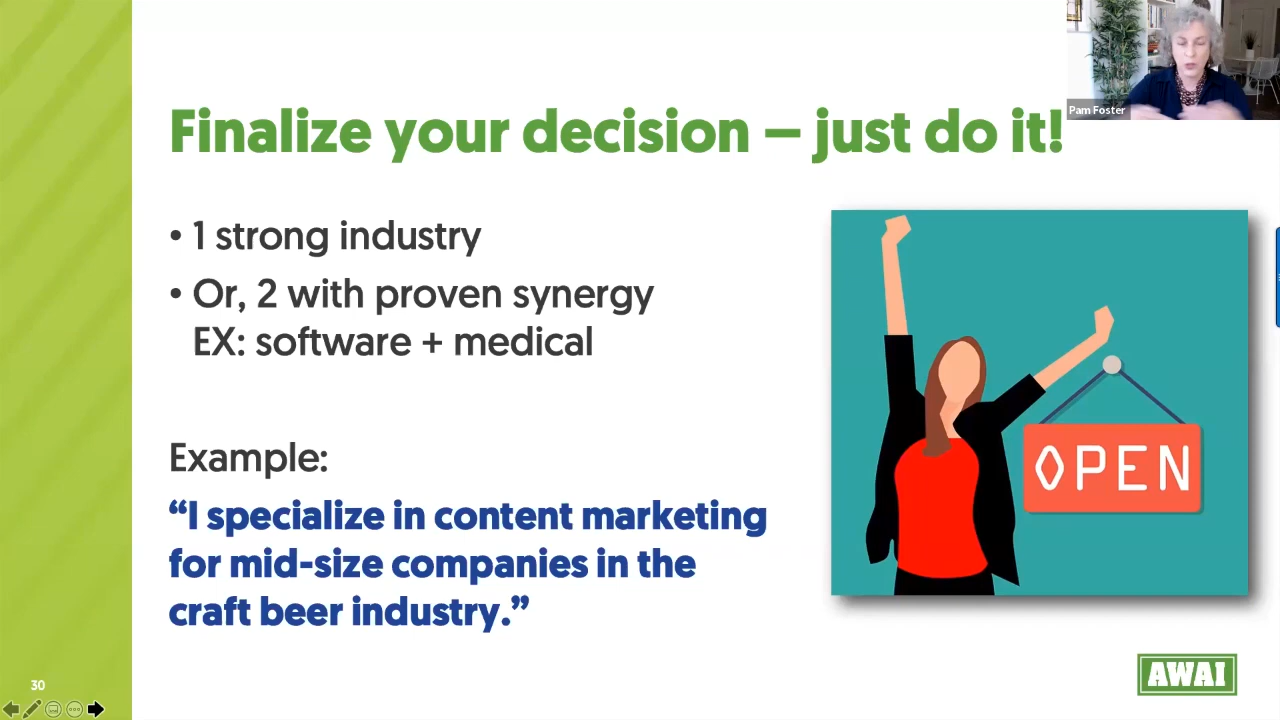 Pam Foster
Finalize your decision – just do it!
• 1 strong industry
• Or, 2 with proven synergy
EX: software + medical
Example:
“I specialize in content marketing
for mid-size companies in the
craft beer industry.”
OPEN
30
AWAI